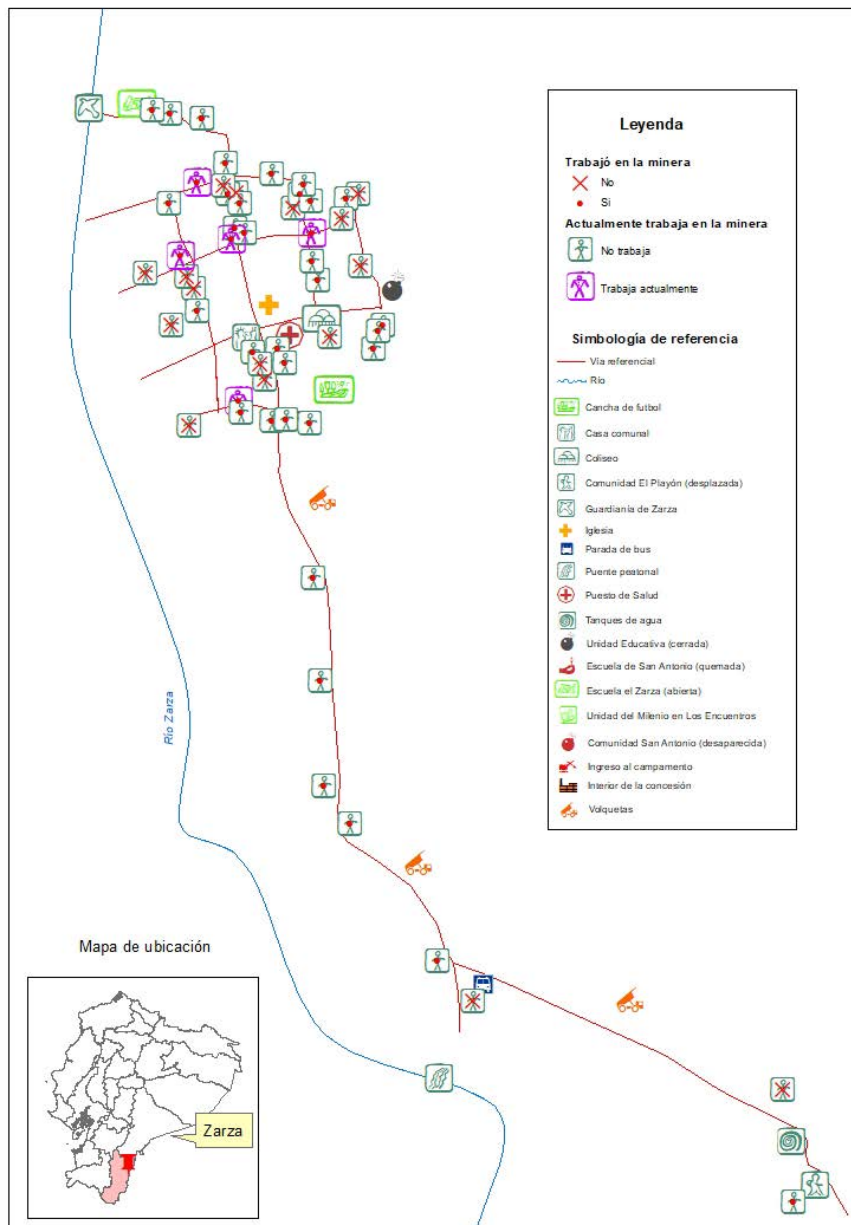 Leyenda
Trabajó en la minera
No
Si
Actualmente trabaja en la minera
No trabaja
Trabaja actualmente
Simbología de referencia
Vía referencial
Río
Cancha de futbol
Casa comunal
Coliseo
Comunidad El Playón (desplazada)
Guardianía de Zarza
Iglesia
Parada de bus
Puente peatonal
Puesto de Salud
Tanques de agua
Unidad Educativa (cerrada)
Escuela de San Antonio (quemada)
Escuela el Zarza (abierta)
Unidad del Milenio en Los Encuentros
Comunidad San Antonio (desaparecida)
Ingreso al campamento
Interior de la concesión
Volquetas
Río Zarza
Mapa de ubicación
Zarza